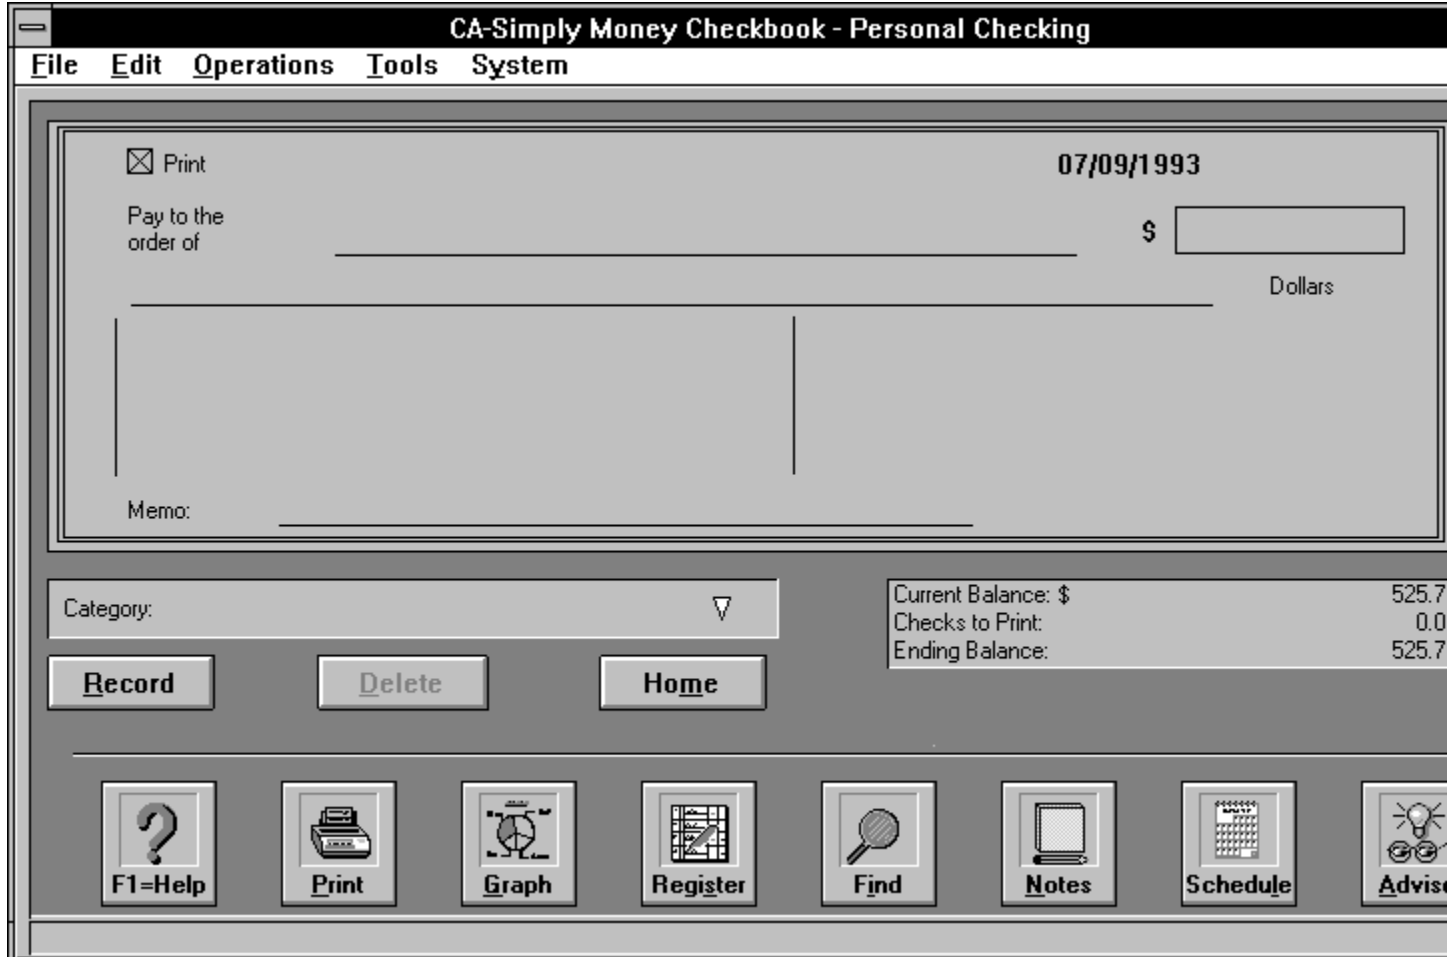 CA-Simply Money Checkbook - Personal Checking
File Edit Operations Tools System
Print 07/09/1993
Pay to the
order of $
Dollars
Memo:
Category:
Current Balance: $ 525.7
Checks to Print: 0.0
Ending Balance: 525.7
Record Delete Home
F1=Help Print Graph Register Find Notes Schedule Advise